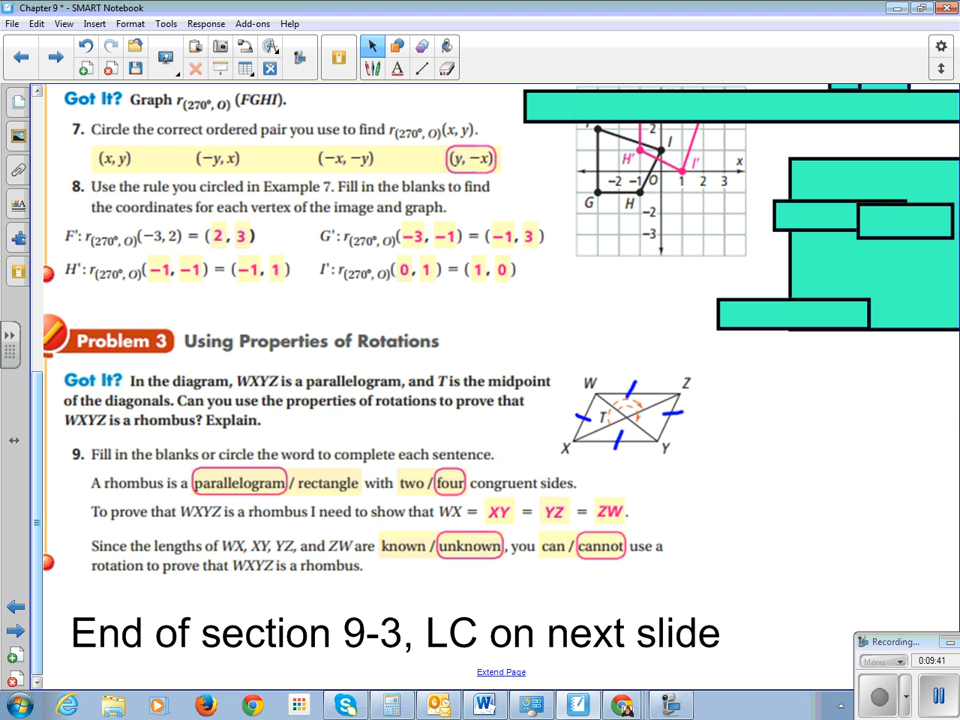 Chapter 9 * - SMART Notebook
File Edit View Insert Format Tools Response Add-ons Help
Got It? Graph r(270°, O) (FGHI).
7. Circle the correct ordered pair you use to find r(270°, O)(x, y).
(x, y) (−y, x) (−x, −y) (y, −x)
8. Use the rule you circled in Example 7. Fill in the blanks to find
the coordinates for each vertex of the image and graph.
F′: r(270°, O)(−3, 2) = (2, 3) G′: r(270°, O)(−3, −1) = (−1, 3)
H′: r(270°, O)(−1, −1) = (−1, 1) I′: r(270°, O)(0, 1) = (1, 0)
2 I
H′ I′ x
−2 −1 O 1 2 3
G H −2
−3
Problem 3 Using Properties of Rotations
Got It? In the diagram, WXYZ is a parallelogram, and T is the midpoint
of the diagonals. Can you use the properties of rotations to prove that
WXYZ is a rhombus? Explain.
W Z
T
X Y
9. Fill in the blanks or circle the word to complete each sentence.
A rhombus is a parallelogram / rectangle with two / four congruent sides.
To prove that WXYZ is a rhombus I need to show that WX = XY = YZ = ZW.
Since the lengths of WX, XY, YZ, and ZW are known / unknown, you can / cannot use a
rotation to prove that WXYZ is a rhombus.
End of section 9-3, LC on next slide
Extend Page
Recording...
Menu 0:09:41